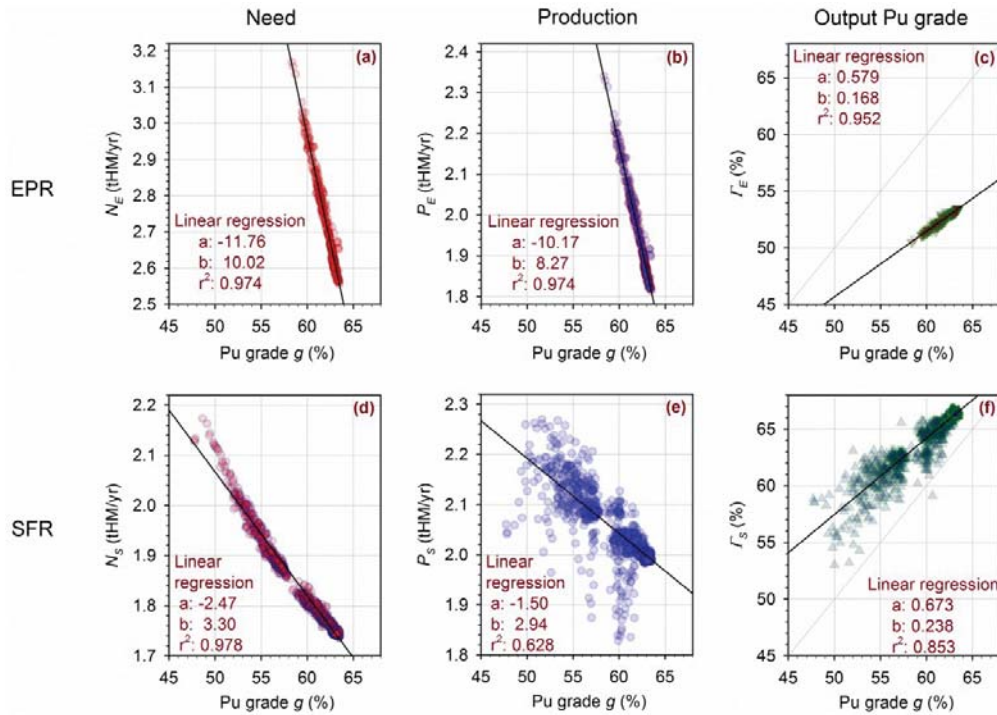 Need
Production
Output Pu grade
EPR
(a)
N_E (tHM/yr)
3.2
3.1
3.0
2.9
2.8
2.7
2.6
2.5
Linear regression
a: -11.76
b: 10.02
r²: 0.974
45 50 55 60 65
Pu grade g (%)
(b)
P_E (tHM/yr)
2.4
2.3
2.2
2.1
2.0
1.9
1.8
Linear regression
a: -10.17
b: 8.27
r²: 0.974
45 50 55 60 65
Pu grade g (%)
(c)
Γ_E (%)
65
60
55
50
45
Linear regression
a: 0.579
b: 0.168
r²: 0.952
45 50 55 60 65
Pu grade g (%)
SFR
(d)
N_S (tHM/yr)
2.2
2.1
2.0
1.9
1.8
1.7
Linear
regression
a: -2.47
b: 3.30
r²: 0.978
45 50 55 60 65
Pu grade g (%)
(e)
P_S (tHM/yr)
2.3
2.2
2.1
2.0
1.9
1.8
Linear
regression
a: -1.50
b: 2.94
r²: 0.628
45 50 55 60 65
Pu grade g (%)
(f)
Γ_S (%)
65
60
55
50
45
Linear regression
a: 0.673
b: 0.238
r²: 0.853
45 50 55 60 65
Pu grade g (%)